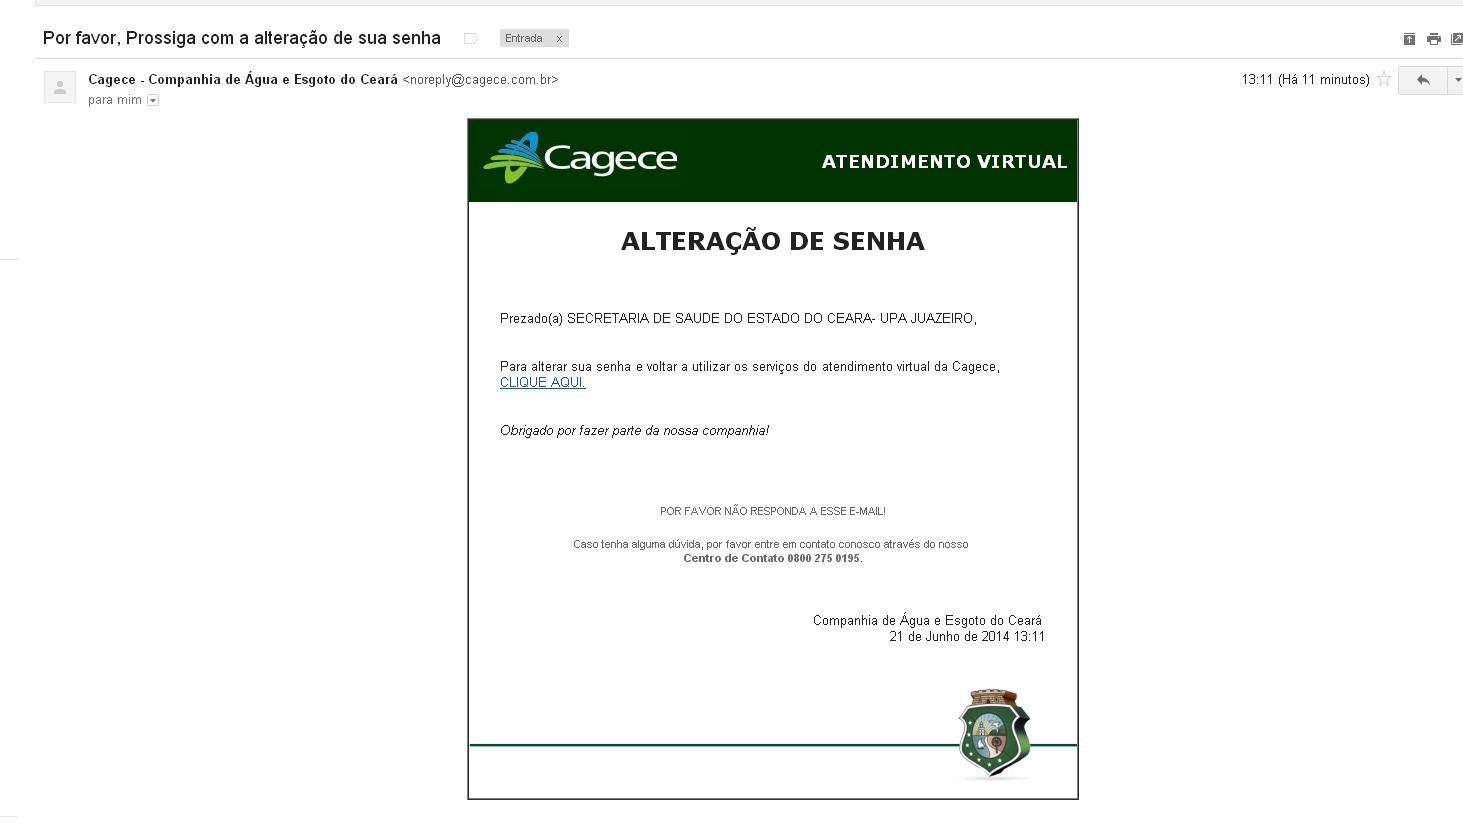 Por favor, Prossiga com a alteração de sua senha
Entrada x
Cagece - Companhia de Água e Esgoto do Ceará <noreply@cagece.com.br>
13:11 (Há 11 minutos)
para mim
Cagece
ATENDIMENTO VIRTUAL
ALTERAÇÃO DE SENHA
Prezado(a) SECRETARIA DE SAUDE DO ESTADO DO CEARA- UPA JUAZEIRO,
Para alterar sua senha e voltar a utilizar os serviços do atendimento virtual da Cagece,
CLIQUE AQUI.
Obrigado por fazer parte da nossa companhia!
POR FAVOR NÃO RESPONDA A ESSE E-MAIL!
Caso tenha alguma dúvida, por favor entre em contato conosco através do nosso
Centro de Contato 0800 275 0195.
Companhia de Água e Esgoto do Ceará
21 de Junho de 2014 13:11